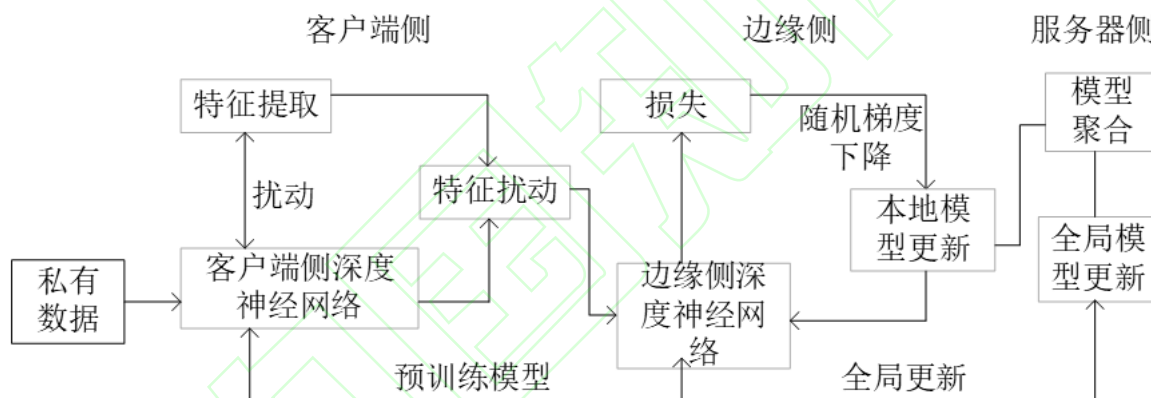 客户端侧
边缘侧
服务器侧
特征提取
损失
模型
聚合
随机梯度
下降
扰动
特征扰动
本地模
型更新
全局模
型更新
私有
数据
客户端侧深度
神经网络
边缘侧深
度神经网
络
预训练模型
全局更新